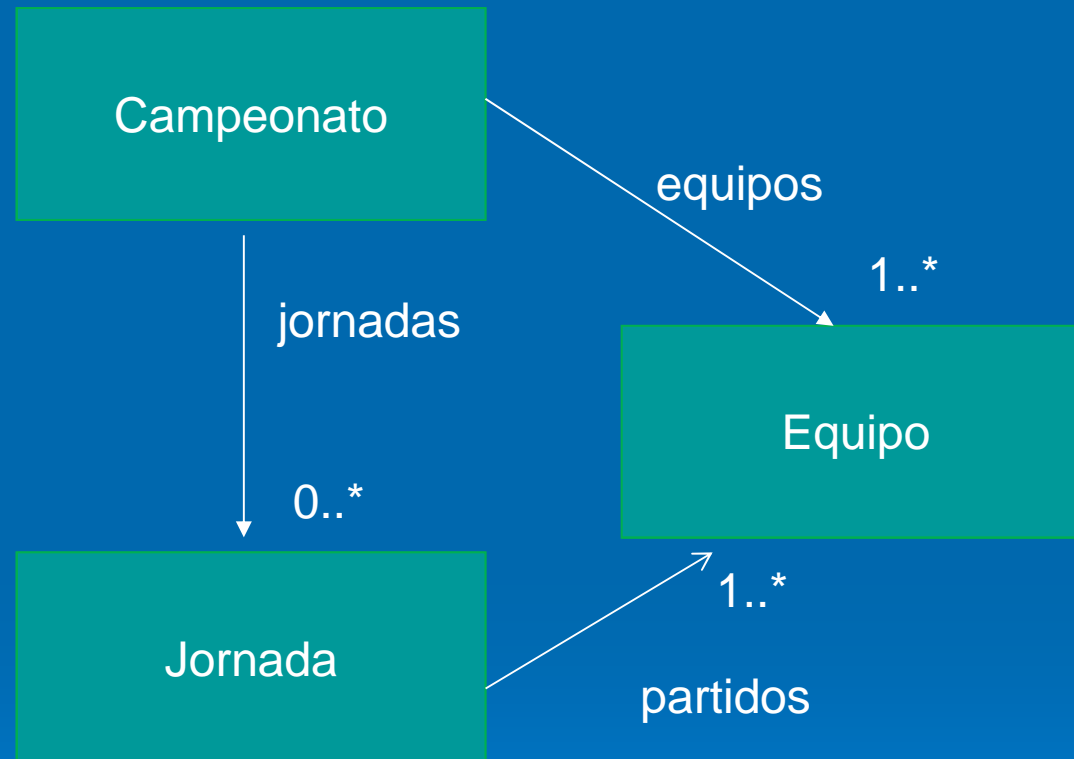 Campeonato
equipos
1..*
jornadas
Equipo
0..*
1..*
Jornada
partidos